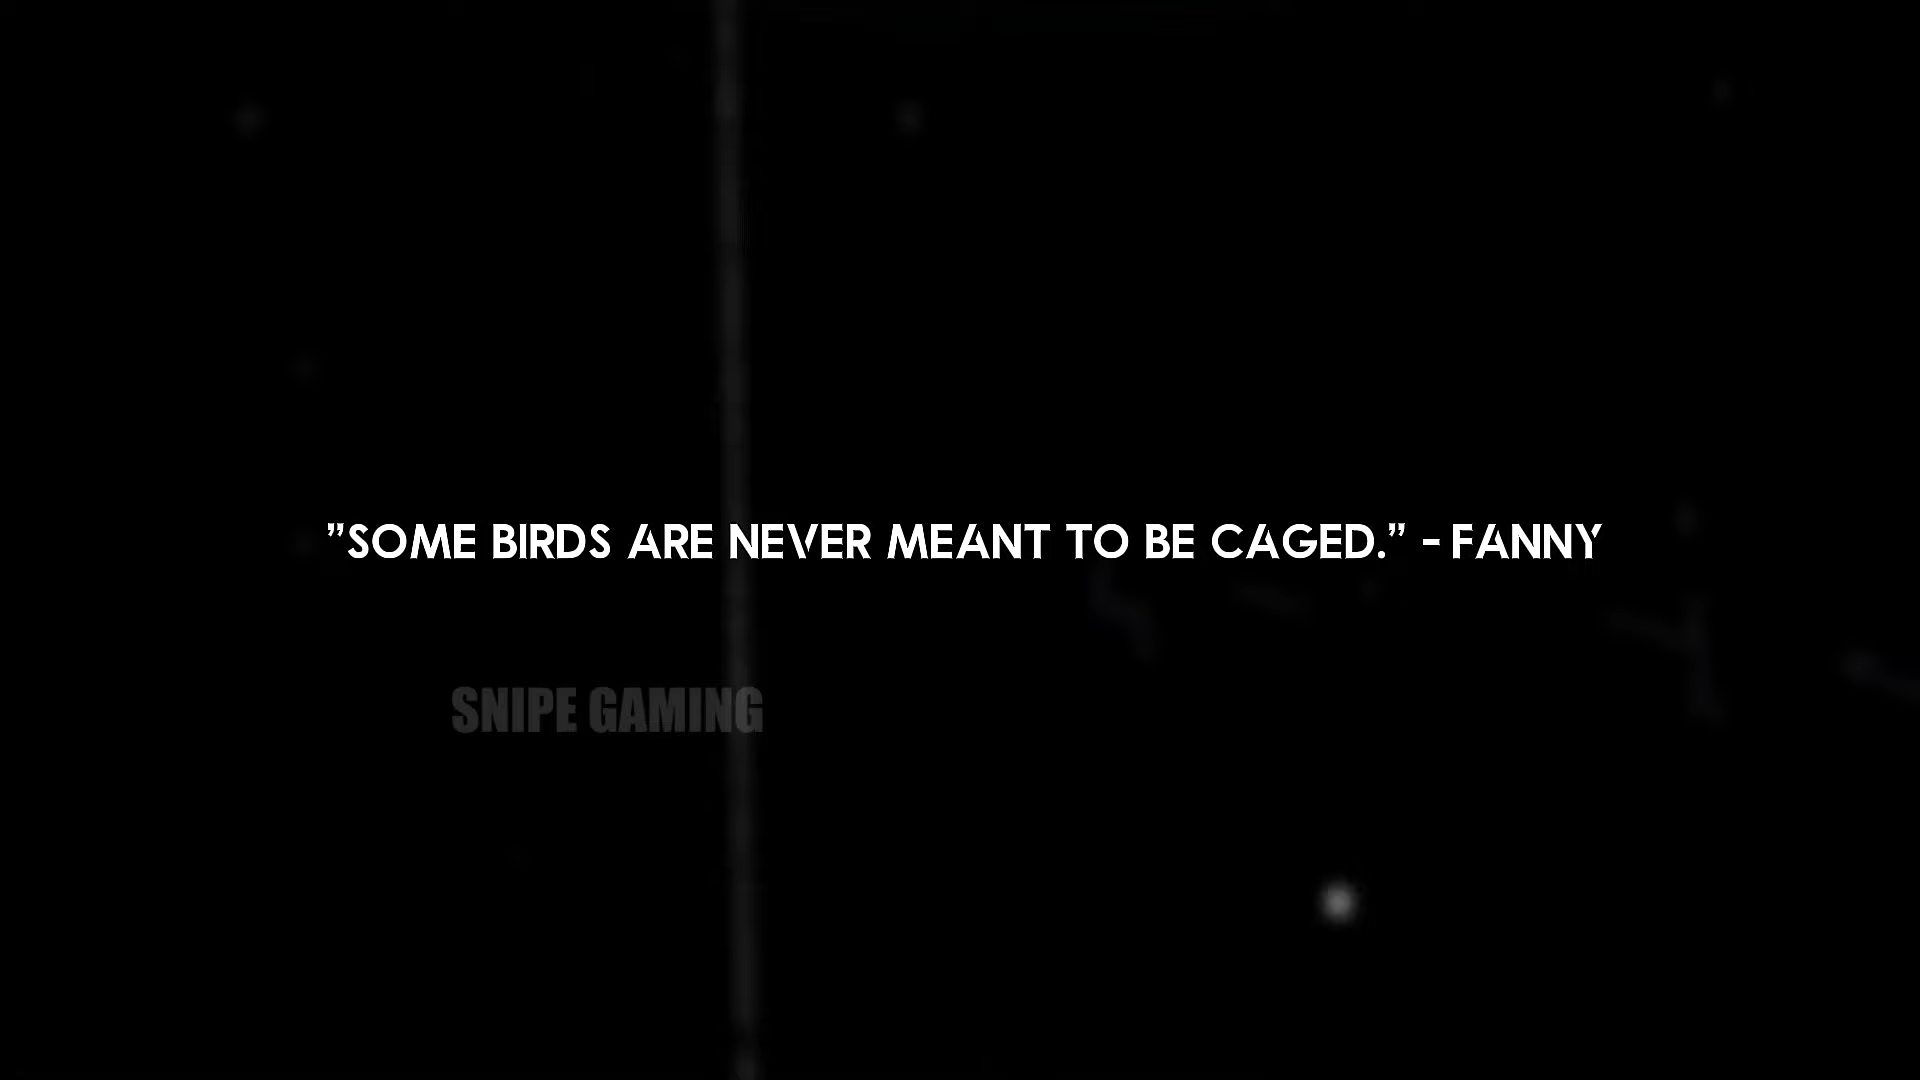 ”SOME BIRDS ARE NEVER MEANT TO BE CAGED.” - FANNY
SNIPE GAMING